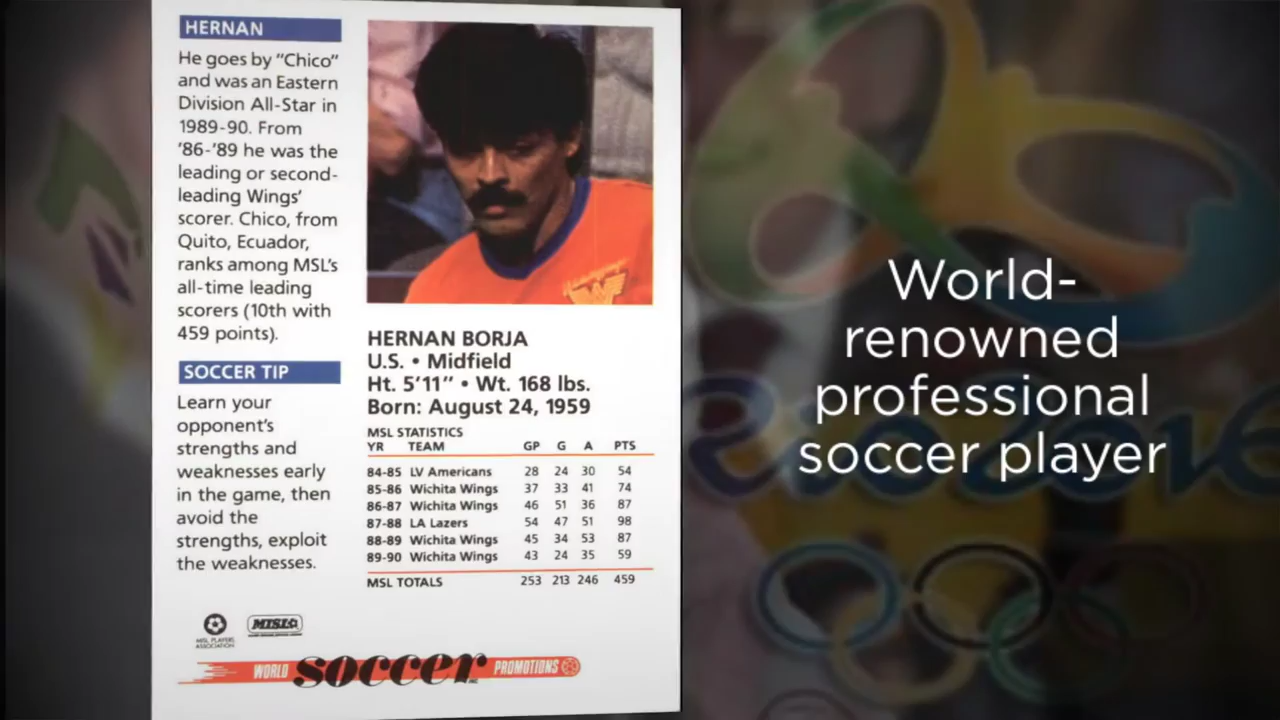 HERNAN
He goes by “Chico”
and was an Eastern
Division All-Star in
1989-90. From
’86-’89 he was the
leading or second-
leading Wings’
scorer. Chico, from
Quito, Ecuador,
ranks among MSL’s
all-time leading
scorers (10th with
459 points).
SOCCER TIP
Learn your
opponent’s
strengths and
weaknesses early
in the game, then
avoid the
strengths, exploit
the weaknesses.
W
HERNAN BORJA
U.S. • Midfield
Ht. 5’11” • Wt. 168 lbs.
Born: August 24, 1959
MSL STATISTICS
YR TEAM GP G A PTS
84-85 LV Americans 28 24 30 54
85-86 Wichita Wings 37 33 41 74
86-87 Wichita Wings 46 51 36 87
87-88 LA Lazers 54 47 51 98
88-89 Wichita Wings 45 34 53 87
89-90 Wichita Wings 43 24 35 59
MSL TOTALS 253 213 246 459
MSL PLAYERS
ASSOCIATION
MISL
WORLD soccer PROMOTIONS
INC
World-
renowned
professional
soccer player
Rio2016